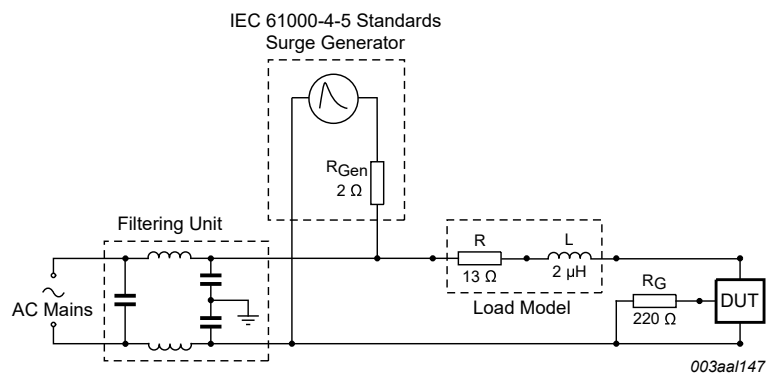 IEC 61000-4-5 Standards
Surge Generator
RGen
2 Ω
Filtering Unit
AC Mains
R
13 Ω
L
2 μH
Load Model
RG
220 Ω
DUT
003aal147